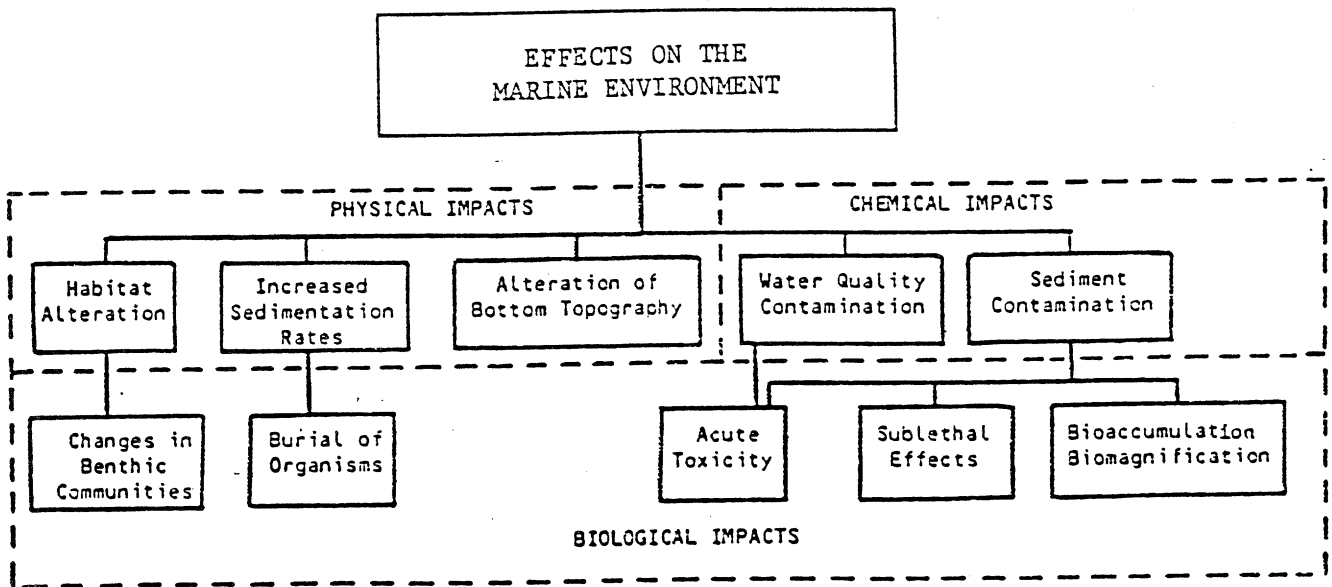 EFFECTS ON THE
MARINE ENVIRONMENT
PHYSICAL IMPACTS
CHEMICAL IMPACTS
Habitat
Alteration
Increased
Sedimentation
Rates
Alteration of
Bottom Topography
Water Quality
Contamination
Sediment
Contamination
Changes in
Benthic
Communities
Burial of
Organisms
Acute
Toxicity
Sublethal
Effects
Bioaccumulation
Biomagnification
BIOLOGICAL IMPACTS